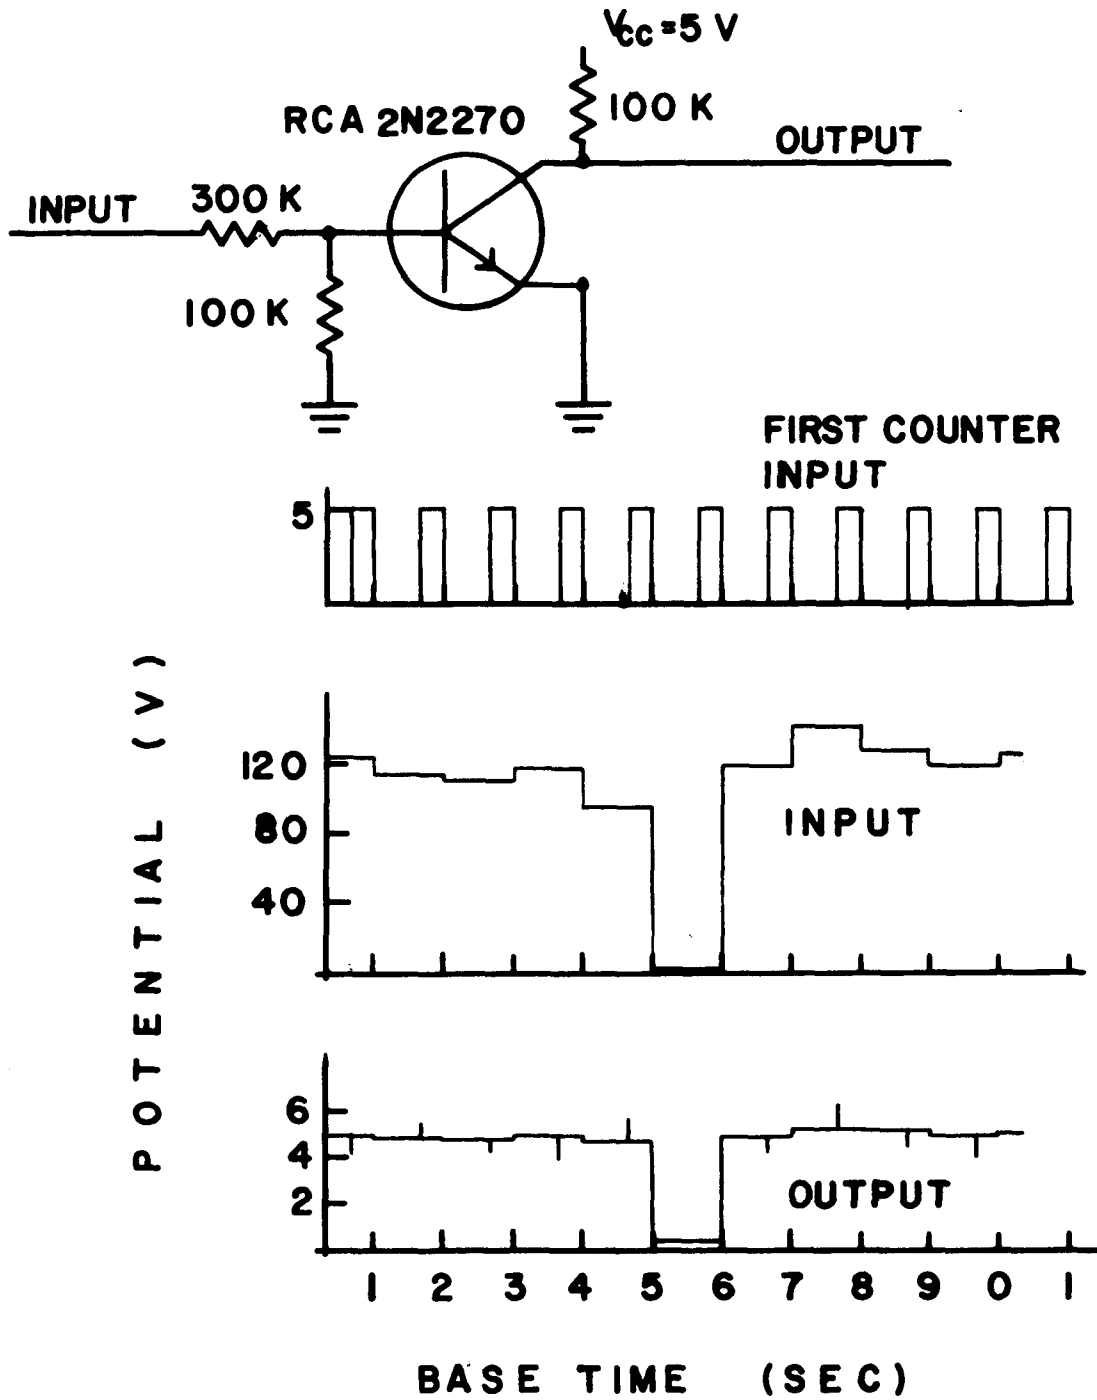 VCC=5 V
100 K
RCA 2N2270
OUTPUT
INPUT
300 K
100 K
FIRST COUNTER
INPUT
5
POTENTIAL (V)
120
80
40
INPUT
6
4
2
OUTPUT
1 2 3 4 5 6 7 8 9 0 1
BASE TIME (SEC)